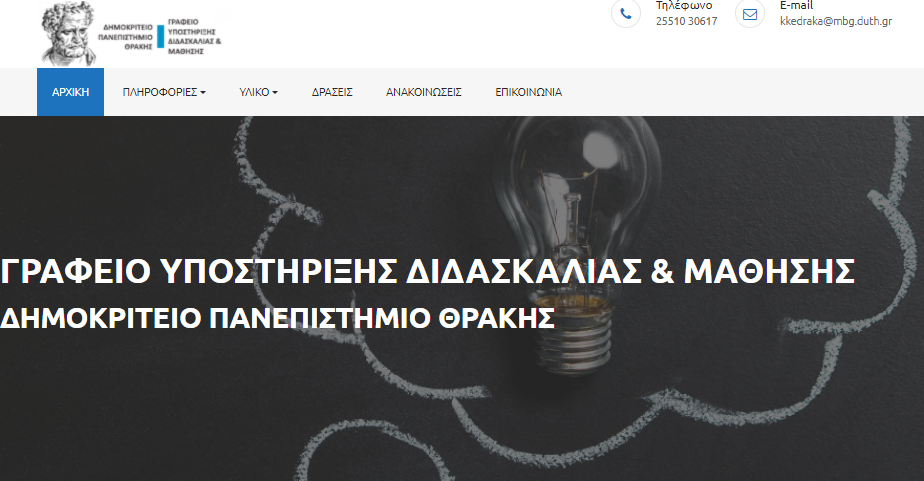 ΔΗΜΟΚΡΙΤΕΙΟ
ΠΑΝΕΠΙΣΤΗΜΙΟ
ΘΡΑΚΗΣ
ΓΡΑΦΕΙΟ
ΥΠΟΣΤΗΡΙΞΗΣ
ΔΙΔΑΣΚΑΛΙΑΣ &
ΜΑΘΗΣΗΣ
Τηλέφωνο
25510 30617
E-mail
kkedraka@mbg.duth.gr
ΑΡΧΙΚΗ ΠΛΗΡΟΦΟΡΙΕΣ ΥΛΙΚΟ ΔΡΑΣΕΙΣ ΑΝΑΚΟΙΝΩΣΕΙΣ ΕΠΙΚΟΙΝΩΝΙΑ
ΓΡΑΦΕΙΟ ΥΠΟΣΤΗΡΙΞΗΣ ΔΙΔΑΣΚΑΛΙΑΣ & ΜΑΘΗΣΗΣ
ΔΗΜΟΚΡΙΤΕΙΟ ΠΑΝΕΠΙΣΤΗΜΙΟ ΘΡΑΚΗΣ